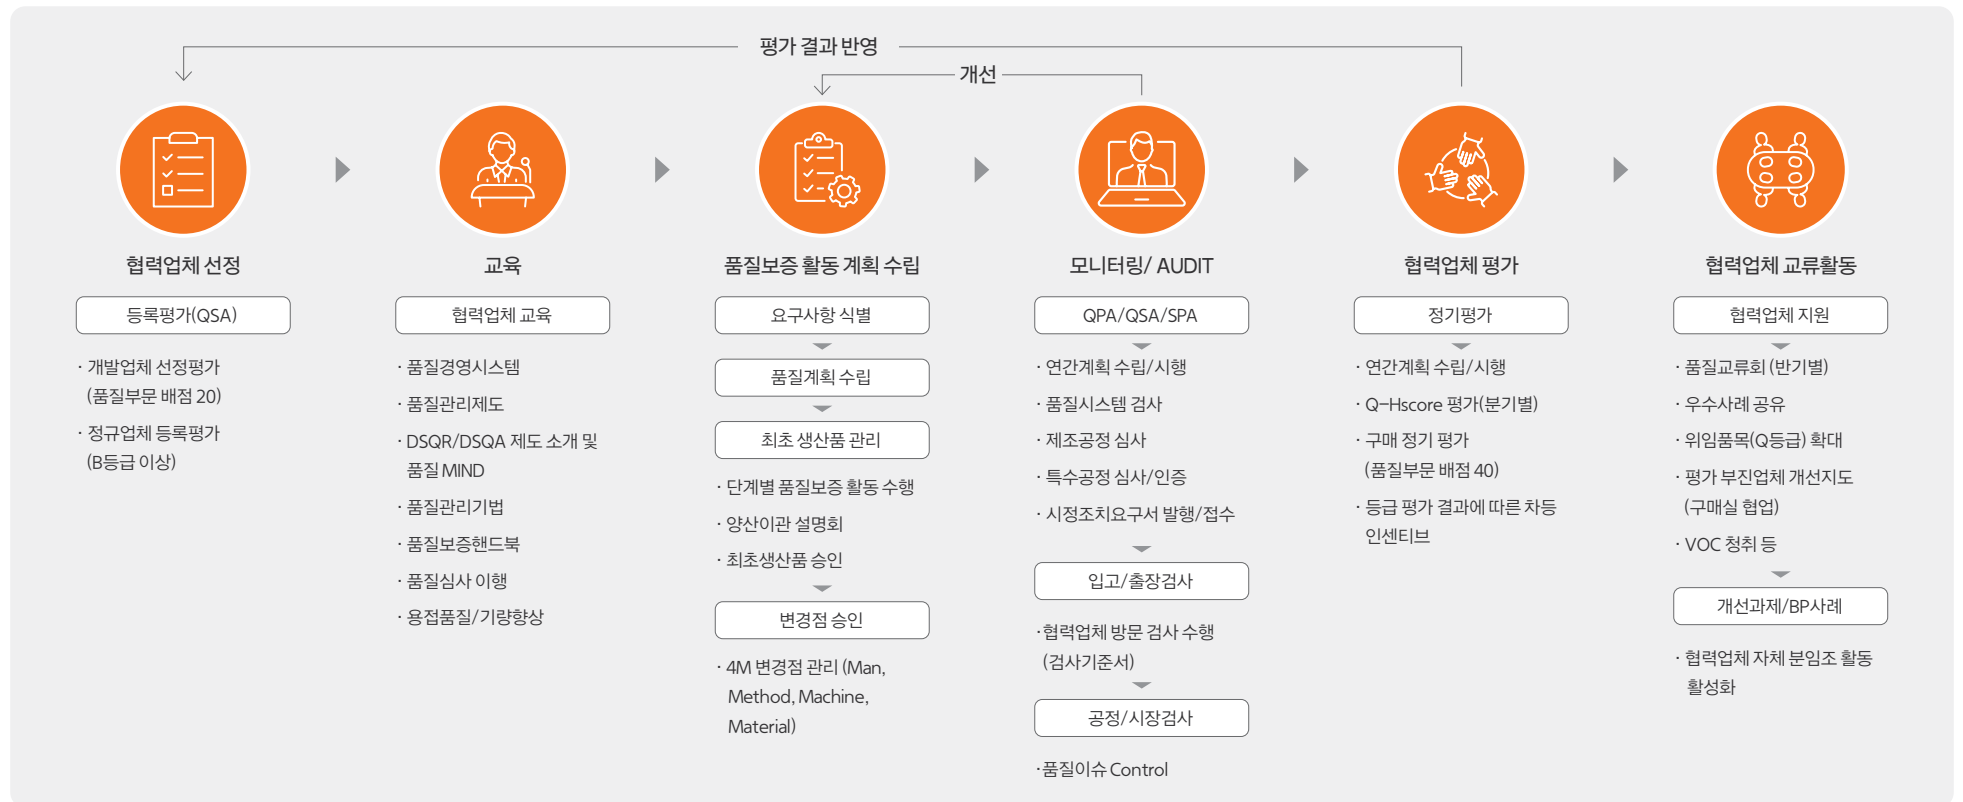 평가 결과 반영
개선
협력업체 선정
등록평가(QSA)
· 개발업체 선정평가
(품질부문 배점 20)
· 정규업체 등록평가
(B등급 이상)
교육
협력업체 교육
· 품질경영시스템
· 품질관리제도
· DSQR/DSQA 제도 소개 및
품질 MIND
· 품질관리기법
· 품질보증핸드북
· 품질심사 이행
· 용접품질/기량향상
품질보증 활동 계획 수립
요구사항 식별
품질계획 수립
최초 생산품 관리
· 단계별 품질보증 활동 수행
· 양산이관 설명회
· 최초생산품 승인
변경점 승인
· 4M 변경점 관리 (Man,
Method, Machine,
Material)
모니터링/ AUDIT
QPA/QSA/SPA
· 연간계획 수립/시행
· 품질시스템 검사
· 제조공정 심사
· 특수공정 심사/인증
· 시정조치요구서 발행/접수
입고/출장검사
·협력업체 방문 검사 수행
(검사기준서)
공정/시장검사
·품질이슈 Control
협력업체 평가
정기평가
· 연간계획 수립/시행
· Q-Hscore 평가(분기별)
· 구매 정기 평가
(품질부문 배점 40)
· 등급 평가 결과에 따른 차등
인센티브
협력업체 교류활동
협력업체 지원
· 품질교류회 (반기별)
· 우수사례 공유
· 위임품목(Q등급) 확대
· 평가 부진업체 개선지도
(구매실 협업)
· VOC 청취 등
개선과제/BP사례
· 협력업체 자체 분임조 활동
활성화